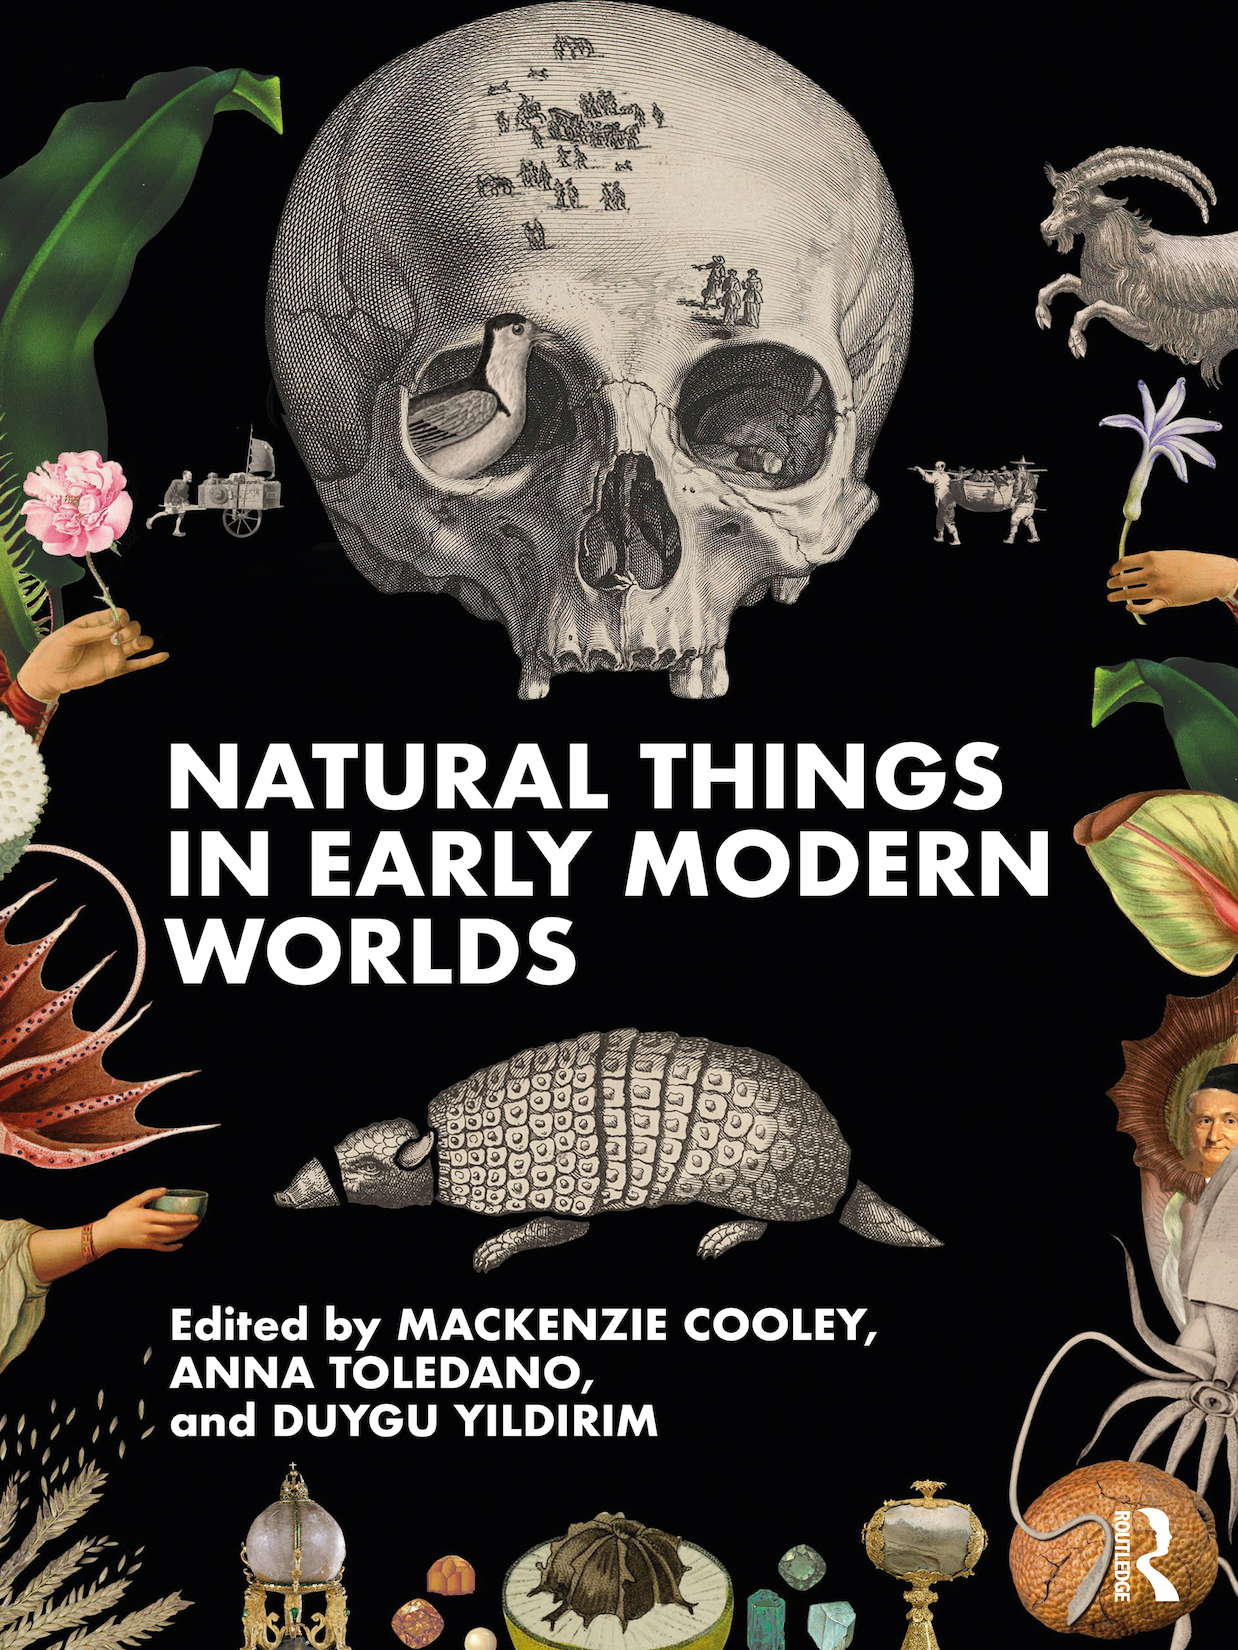 NATURAL THINGS
IN EARLY MODERN
WORLDS
Edited by MACKENZIE COOLEY,
ANNA TOLEDANO,
and DUYGU YILDIRIM
ROUTLEDGE